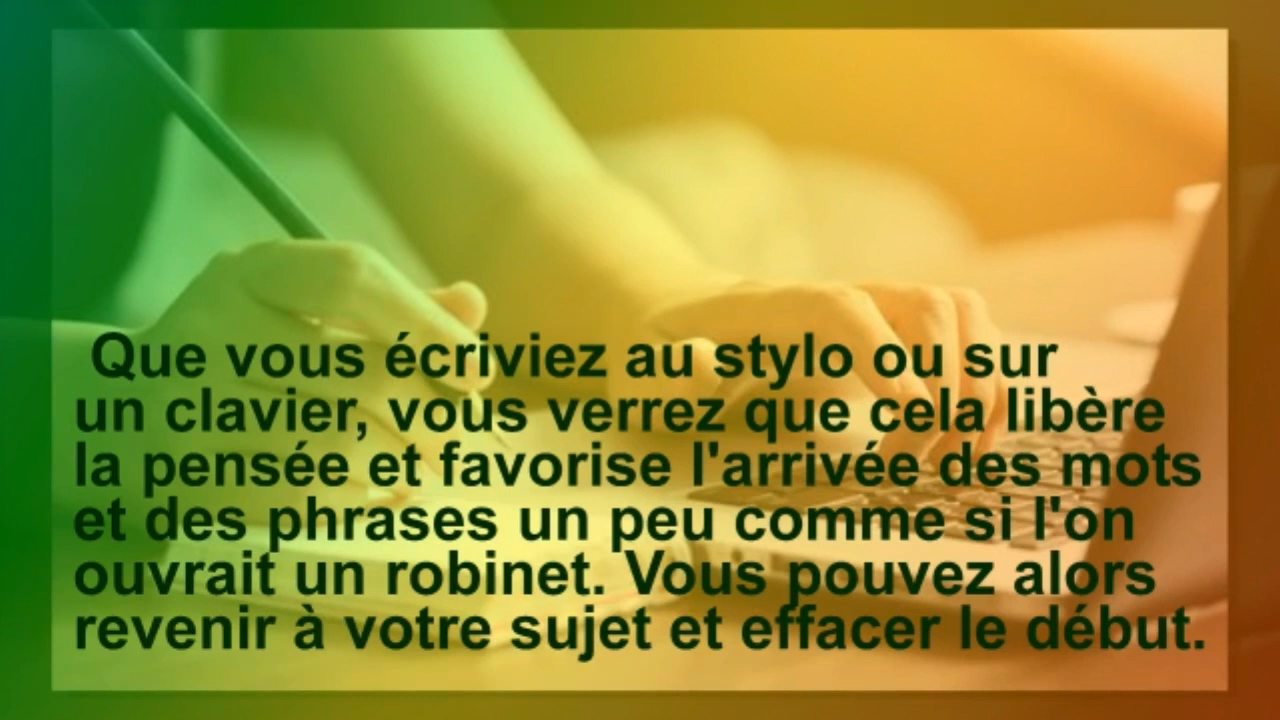 Que vous écriviez au stylo ou sur
un clavier, vous verrez que cela libère
la pensée et favorise l'arrivée des mots
et des phrases un peu comme si l'on
ouvrait un robinet. Vous pouvez alors
revenir à votre sujet et effacer le début.